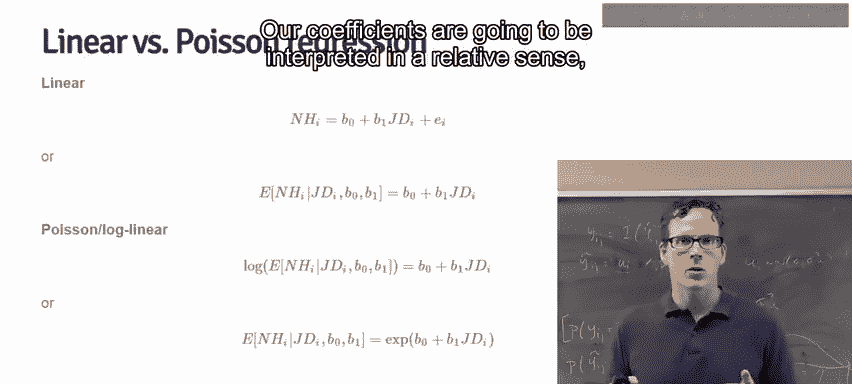 Our coefficients are going to be
interpreted in a relative sense,
Linear vs. Poisson regression
Linear
NH_i = b_0 + b_1 JD_i + e_i
or
E[NH_i | JD_i, b_0, b_1] = b_0 + b_1 JD_i
Poisson/log-linear
log(E[NH_i | JD_i, b_0, b_1]) = b_0 + b_1 JD_i
or
E[NH_i | JD_i, b_0, b_1] = exp(b_0 + b_1 JD_i)